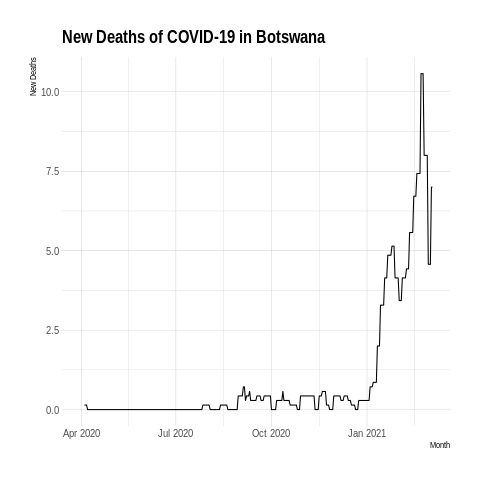 New Deaths of COVID-19 in Botswana
New Deaths
10.0
7.5
5.0
2.5
0.0
Apr 2020 Jul 2020 Oct 2020 Jan 2021
Month